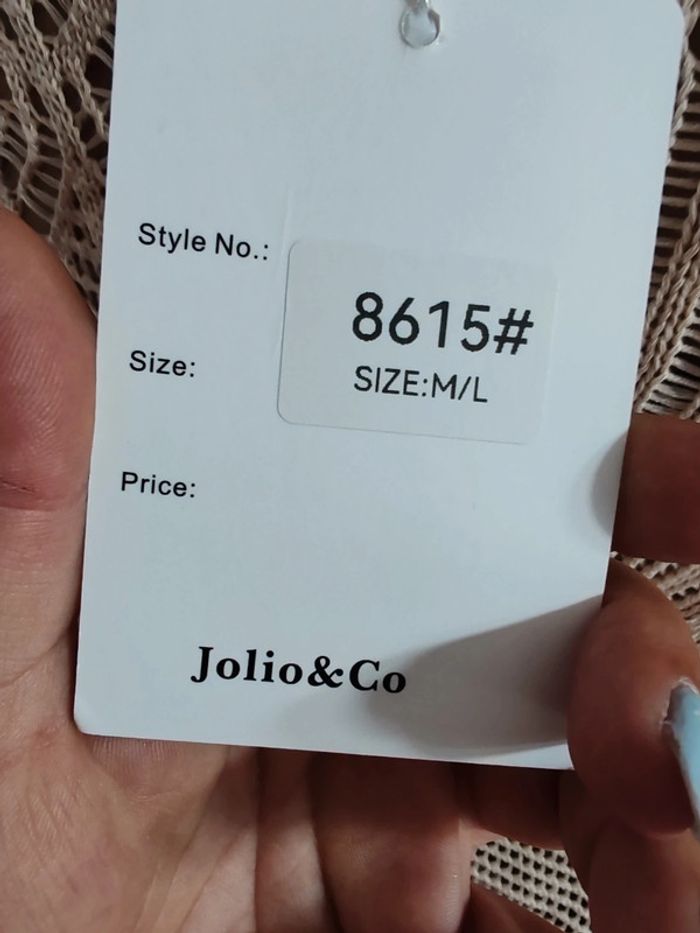 Style No.:
8615#
Size:
SIZE:M/L
Price:
Jolio&Co